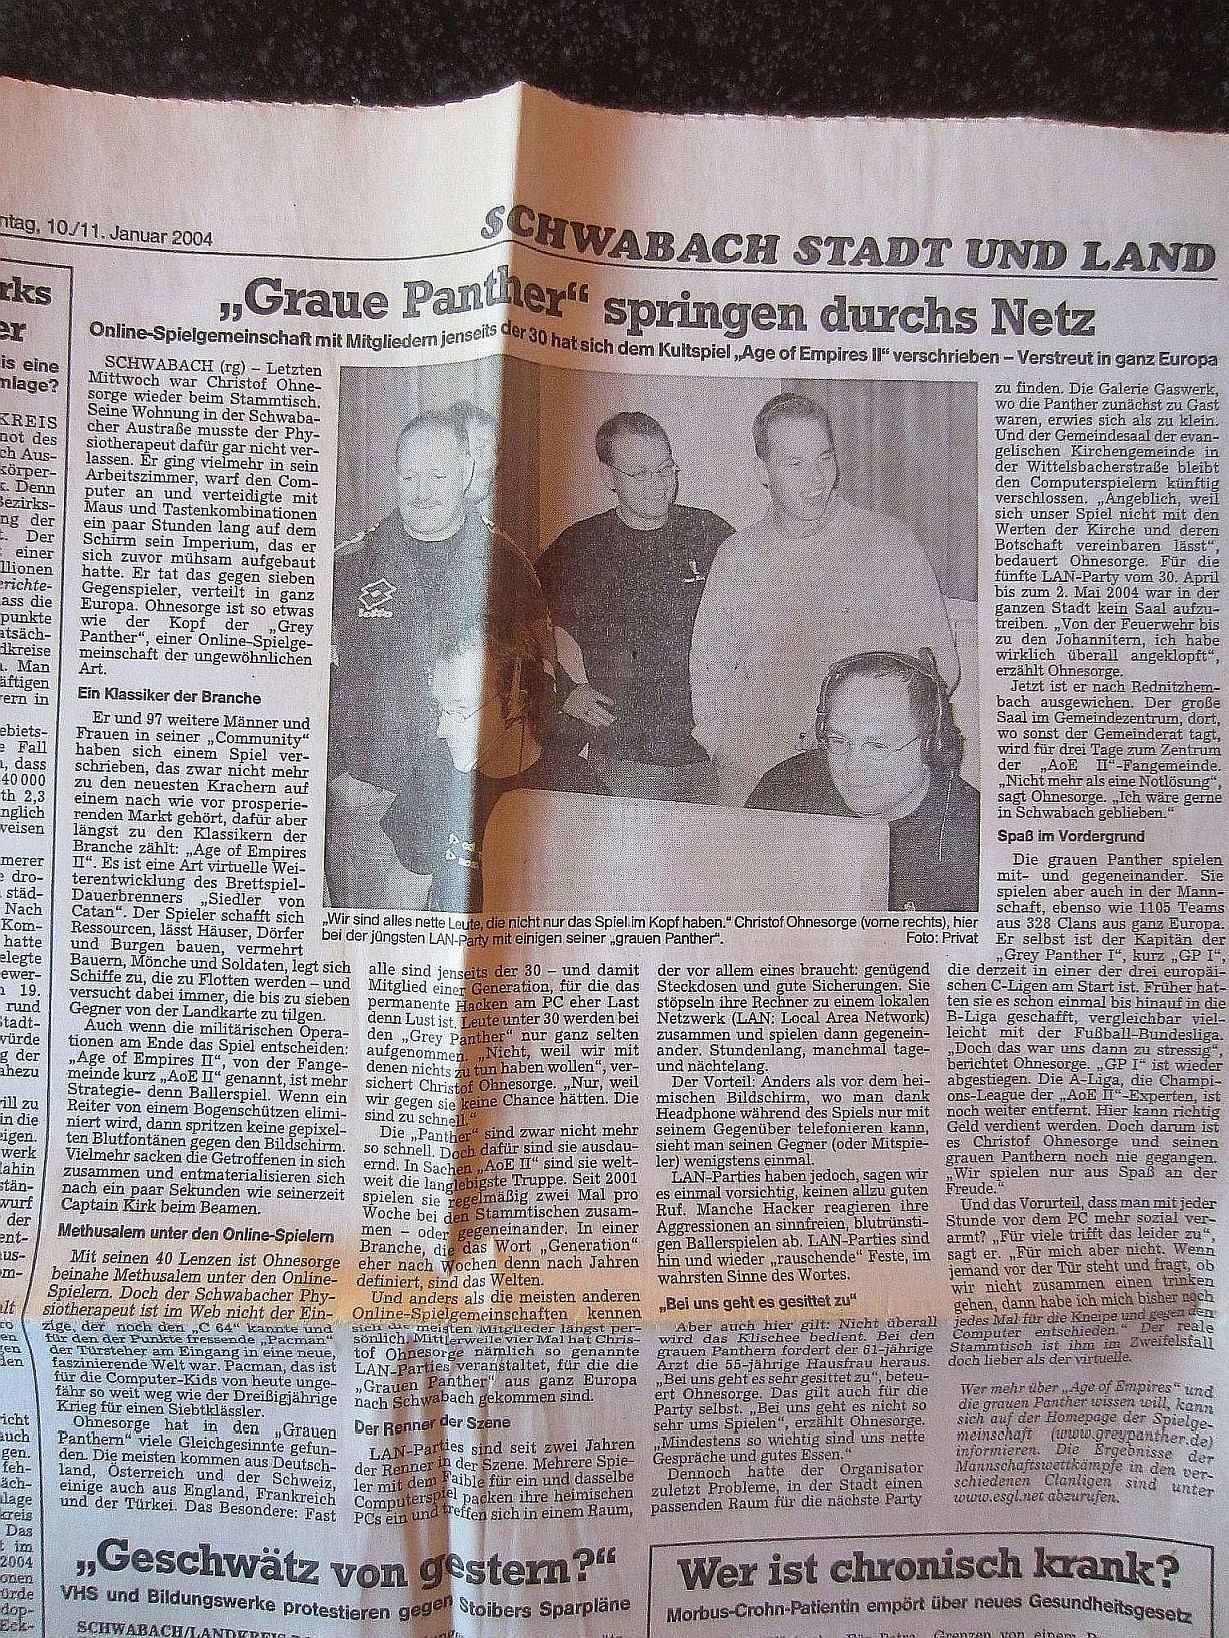 ntag, 10./11. Januar 2004
SCHWABACH STADT UND LAND
„Graue Panther“ springen durchs Netz
Online-Spielgemeinschaft mit Mitgliedern jenseits der 30 hat sich dem Kultspiel „Age of Empires II“ verschrieben – Verstreut in ganz Europa
SCHWABACH (rg) – Letzten
Mittwoch war Christof Ohne-
sorge wieder beim Stammtisch.
Seine Wohnung in der Schwaba-
cher Austraße musste der Phy-
siotherapeut dafür gar nicht ver-
lassen. Er ging vielmehr in sein
Arbeitszimmer, warf den Com-
puter an und verteidigte mit
Maus und Tastenkombinationen
ein paar Stunden lang auf dem
Schirm sein Imperium, das er
sich zuvor mühsam aufgebaut
hatte. Er tat das gegen sieben
Gegenspieler, verteilt in ganz
Europa. Ohnesorge ist so etwas
wie der Kopf der „Grey
Panther“, einer Online-Spielge-
meinschaft der ungewöhnlichen
Art.
Ein Klassiker der Branche
Er und 97 weitere Männer und
Frauen in seiner „Community“
haben sich einem Spiel ver-
schrieben, das zwar nicht mehr
zu den neuesten Krachern auf
einem nach wie vor prosperie-
renden Markt gehört, dafür aber
längst zu den Klassikern der
Branche zählt: „Age of Empires
II“. Es ist eine Art virtuelle Wei-
terentwicklung des Brettspiel-
Dauerbrenners „Siedler von
Catan“. Der Spieler schafft sich
Ressourcen, lässt Häuser, Dörfer
und Burgen bauen, vermehrt
Bauern, Mönche und Soldaten, legt sich
Schiffe zu, die zu Flotten werden – und
versucht dabei immer, die bis zu sieben
Gegner von der Landkarte zu tilgen.
Auch wenn die militärischen Opera-
tionen am Ende das Spiel entscheiden:
„Age of Empires II“, von der Fange-
meinde kurz „AoE II“ genannt, ist mehr
Strategie- denn Ballerspiel. Wenn ein
Reiter von einem Bogenschützen elimi-
niert wird, dann spritzen keine gepixel-
ten Blutfontänen gegen den Bildschirm.
Vielmehr sacken die Getroffenen in sich
zusammen und entmaterialisieren sich
nach ein paar Sekunden wie seinerzeit
Captain Kirk beim Beamen.
Methusalem unter den Online-Spielern
Mit seinen 40 Lenzen ist Ohnesorge
beinahe Methusalem unter den Online-
Spielern. Doch der Schwabacher Phy-
siotherapeut ist im Web nicht der Ein-
zige, der noch den „C 64“ kannte und
für den der Punkte fressende „Pacman“
der Türsteher am Eingang in eine neue,
faszinierende Welt war. Pacman, das ist
für die Computer-Kids von heute unge-
fähr so weit weg wie der Dreißigjährige
Krieg für einen Siebtklässler.
Ohnesorge hat in den „Grauen
Panthern“ viele Gleichgesinnte gefun-
den. Die meisten kommen aus Deutsch-
land, Österreich und der Schweiz,
einige auch aus England, Frankreich
und der Türkei. Das Besondere: Fast
„Wir sind alles nette Leute, die nicht nur das Spiel im Kopf haben.“ Christof Ohnesorge (vorne rechts), hier
bei der jüngsten LAN-Party mit einigen seiner „grauen Panther“. Foto: Privat
alle sind jenseits der 30 – und damit
Mitglied einer Generation, für die das
permanente Hacken am PC eher Last
denn Lust ist. Leute unter 30 werden bei
den „Grey Panther“ nur ganz selten
aufgenommen. „Nicht, weil wir mit
denen nichts zu tun haben wollen“, ver-
sichert Christof Ohnesorge. „Nur, weil
wir gegen sie keine Chance hätten. Die
sind zu schnell.“
Die „Panther“ sind zwar nicht mehr
so schnell. Doch dafür sind sie ausdau-
ernd. In Sachen „AoE II“ sind sie welt-
weit die langlebigste Truppe. Seit 2001
spielen sie regelmäßig zwei Mal pro
Woche bei den Stammtischen zusam-
men – oder gegeneinander. In einer
Branche, die das Wort „Generation“
eher nach Wochen denn nach Jahren
definiert, sind das Welten.
Und anders als die meisten anderen
Online-Spielgemeinschaften kennen
sich die meisten Mitglieder längst per-
sönlich. Mittlerweile vier Mal hat Chris-
tof Ohnesorge nämlich so genannte
LAN-Parties veranstaltet, für die die
„Grauen Panther“ aus ganz Europa
nach Schwabach gekommen sind.
Der Renner der Szene
LAN-Parties sind seit zwei Jahren
der Renner in der Szene. Mehrere Spie-
ler mit dem Faible für ein und dasselbe
Computerspiel packen ihre heimischen
PCs ein und treffen sich in einem Raum,
der vor allem eines braucht: genügend
Steckdosen und gute Sicherungen. Sie
stöpseln ihre Rechner zu einem lokalen
Netzwerk (LAN: Local Area Network)
zusammen und spielen dann gegenein-
ander. Stundenlang, manchmal tage-
und nächtelang.
Der Vorteil: Anders als vor dem hei-
mischen Bildschirm, wo man dank
Headphone während des Spiels nur mit
seinem Gegenüber telefonieren kann,
sieht man seinen Gegner (oder Mitspie-
ler) wenigstens einmal.
LAN-Parties haben jedoch, sagen wir
es einmal vorsichtig, keinen allzu guten
Ruf. Manche Hacker reagieren ihre
Aggressionen an sinnfreien, blutrünsti-
gen Ballerspielen ab. LAN-Parties sind
hin und wieder „rauschende“ Feste, im
wahrsten Sinne des Wortes.
„Bei uns geht es gesittet zu“
Aber auch hier gilt: Nicht überall
wird das Klischee bedient. Bei den
grauen Panthern fordert der 61-jährige
Arzt die 55-jährige Hausfrau heraus.
„Bei uns geht es sehr gesittet zu“, beteu-
ert Ohnesorge. Das gilt auch für die
Party selbst. „Bei uns geht es nicht so
sehr ums Spielen“, erzählt Ohnesorge.
„Mindestens so wichtig sind uns nette
Gespräche und gutes Essen.“
Dennoch hatte der Organisator
zuletzt Probleme, in der Stadt einen
passenden Raum für die nächste Party
zu finden. Die Galerie Gaswerk,
wo die Panther zunächst zu Gast
waren, erwies sich als zu klein.
Und der Gemeindesaal der evan-
gelischen Kirchengemeinde in
der Wittelsbacherstraße bleibt
den Computerspielern künftig
verschlossen. „Angeblich, weil
sich unser Spiel nicht mit den
Werten der Kirche und deren
Botschaft vereinbaren lässt“,
bedauert Ohnesorge. Für die
fünfte LAN-Party vom 30. April
bis zum 2. Mai 2004 war in der
ganzen Stadt kein Saal aufzu-
treiben. „Von der Feuerwehr bis
zu den Johannitern, ich habe
wirklich überall angeklopft“,
erzählt Ohnesorge.
Jetzt ist er nach Rednitzhem-
bach ausgewichen. Der große
Saal im Gemeindezentrum, dort,
wo sonst der Gemeinderat tagt,
wird für drei Tage zum Zentrum
der „AoE II“-Fangemeinde.
„Nicht mehr als eine Notlösung“,
sagt Ohnesorge. „Ich wäre gerne
in Schwabach geblieben.“
Spaß im Vordergrund
Die grauen Panther spielen
mit- und gegeneinander. Sie
spielen aber auch in der Mann-
schaft, ebenso wie 1105 Teams
aus 328 Clans aus ganz Europa.
Er selbst ist der Kapitän der
„Grey Panther I“, kurz „GP I“,
die derzeit in einer der drei europäi-
schen C-Ligen am Start ist. Früher hat-
ten sie es schon einmal bis hinauf in die
B-Liga geschafft, vergleichbar viel-
leicht mit der Fußball-Bundesliga.
„Doch das war uns dann zu stressig“,
berichtet Ohnesorge. „GP I“ ist wieder
abgestiegen. Die A-Liga, die Champi-
ons-League der „AoE II“-Experten, ist
noch weiter entfernt. Hier kann richtig
Geld verdient werden. Doch darum ist
es Christof Ohnesorge und seinen
grauen Panthern noch nie gegangen.
„Wir spielen nur aus Spaß an der
Freude.“
Und das Vorurteil, dass man mit jeder
Stunde vor dem PC mehr sozial ver-
armt? „Für viele trifft das leider zu“,
sagt er. „Für mich aber nicht. Wenn
jemand vor der Tür steht und fragt, ob
wir nicht zusammen einen trinken
gehen, dann habe ich mich bisher noch
jedes Mal für die Kneipe und gegen den
Computer entschieden.“ Der reale
Stammtisch ist ihm im Zweifelsfall
doch lieber als der virtuelle.
Wer mehr über „Age of Empires“ und
die grauen Panther wissen will, kann
sich auf der Homepage der Spielge-
meinschaft (www.greypanther.de)
informieren. Die Ergebnisse der
Mannschaftswettkämpfe in den ver-
schiedenen Clanligen sind unter
www.esgl.net abzurufen.
„Geschwätz von gestern?“
VHS und Bildungswerke protestieren gegen Stoibers Sparpläne
Wer ist chronisch krank?
Morbus-Crohn-Patientin empört über neues Gesundheitsgesetz